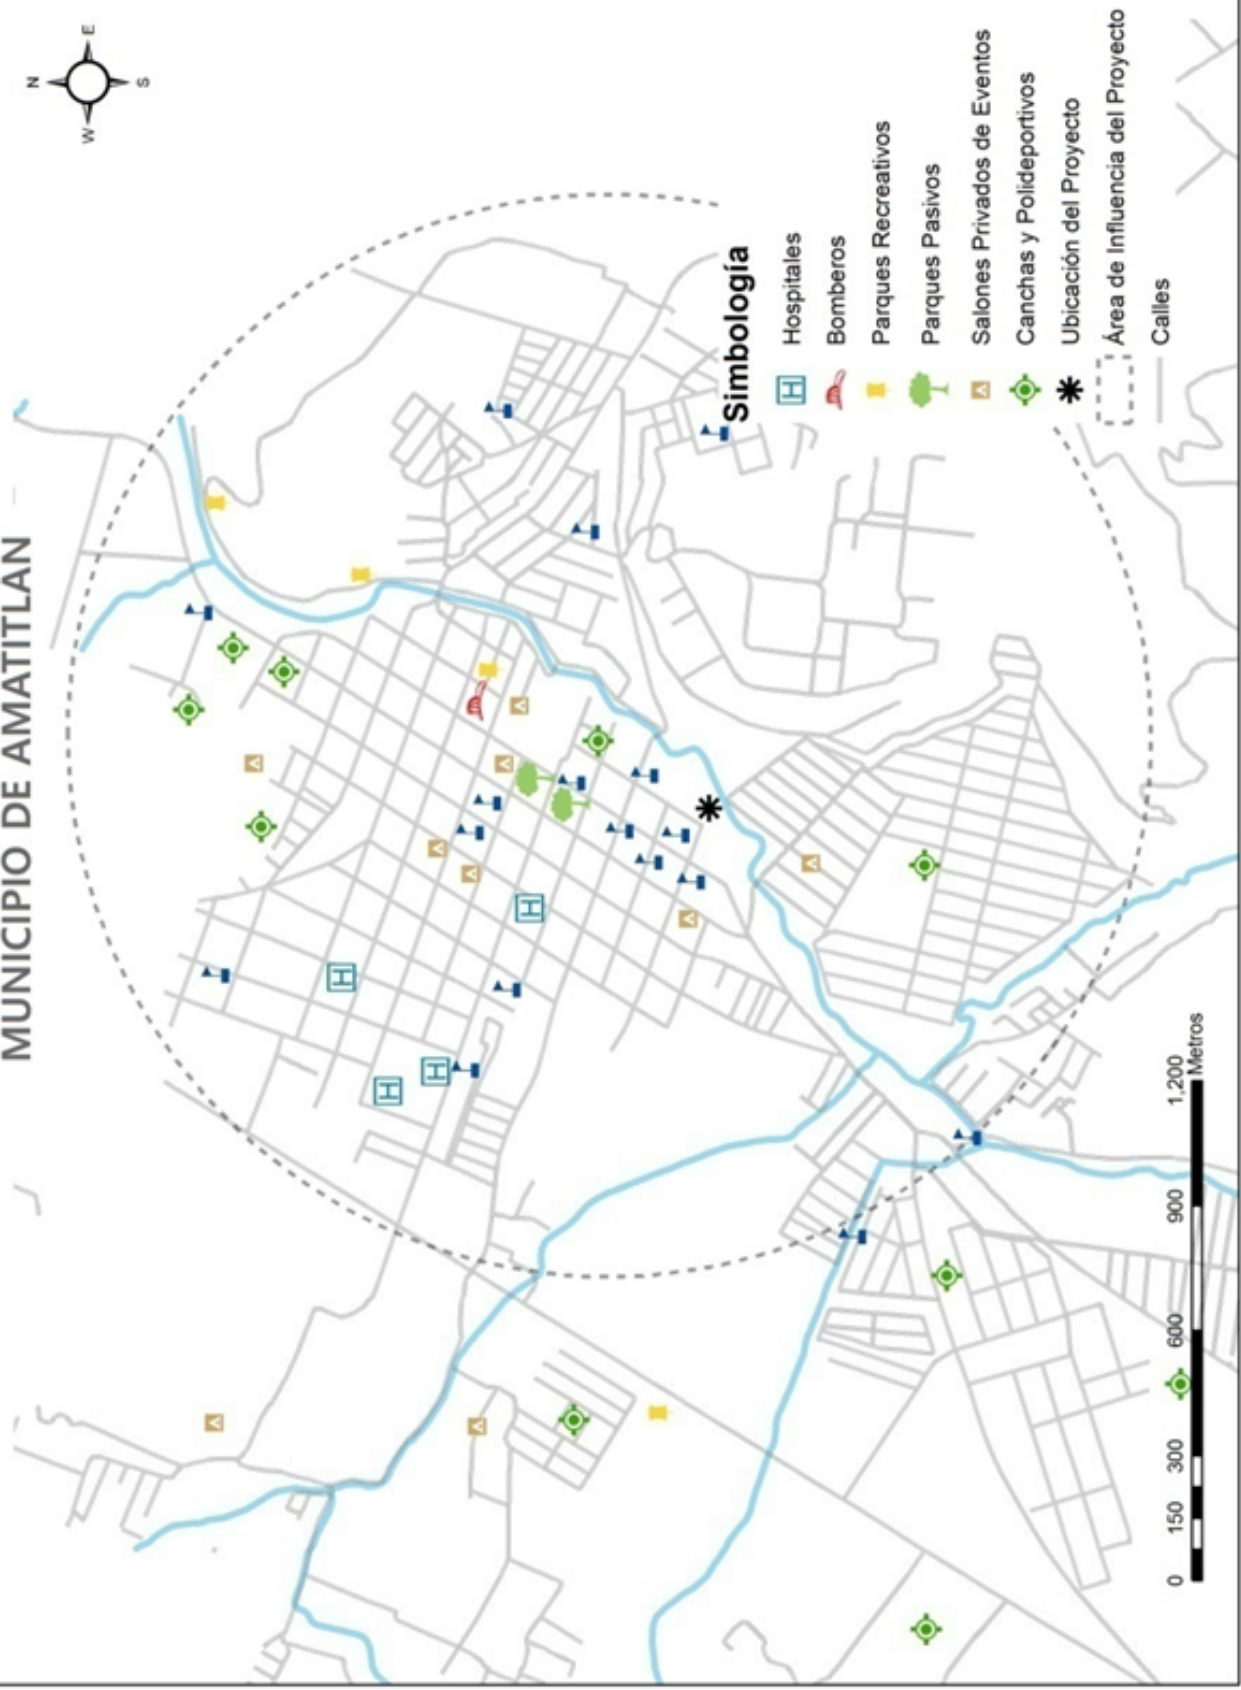 MUNICIPIO DE AMATITLAN
N
W
E
S
Simbología
Hospitales
Bomberos
Parques Recreativos
Parques Pasivos
Salones Privados de Eventos
Canchas y Polideportivos
Ubicación del Proyecto
Área de Influencia del Proyecto
Calles
0 150 300 600 900 1,200
Metros